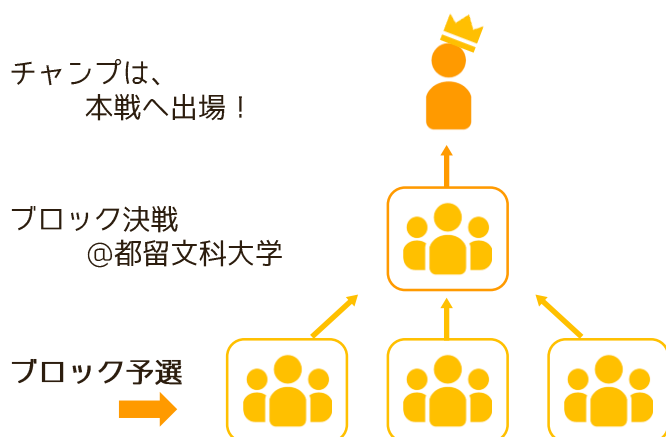 チャンプは、
本戦へ出場！
ブロック決戦
@都留文科大学
ブロック予選